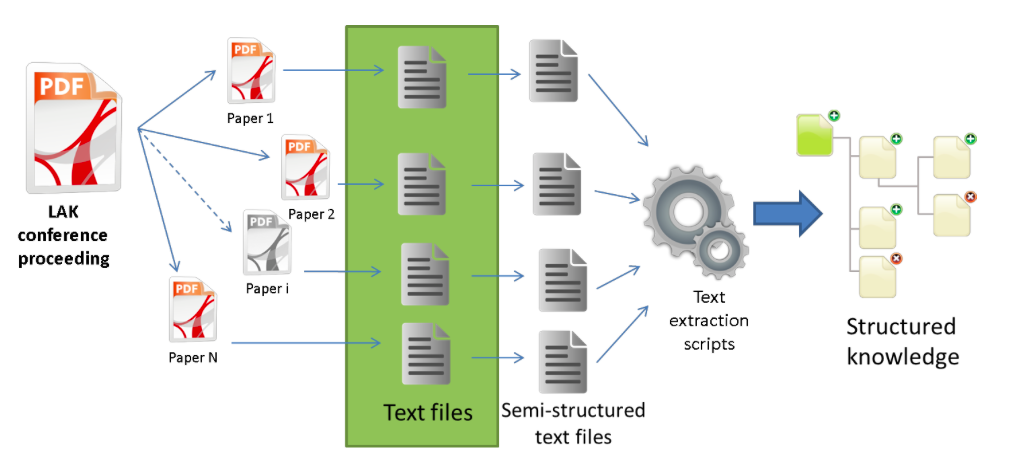 PDF
LAK
conference
proceeding
PDF
Paper 1
PDF
Paper 2
PDF
Paper i
PDF
Paper N
Text files
Semi-structured
text files
Text
extraction
scripts
Structured
knowledge